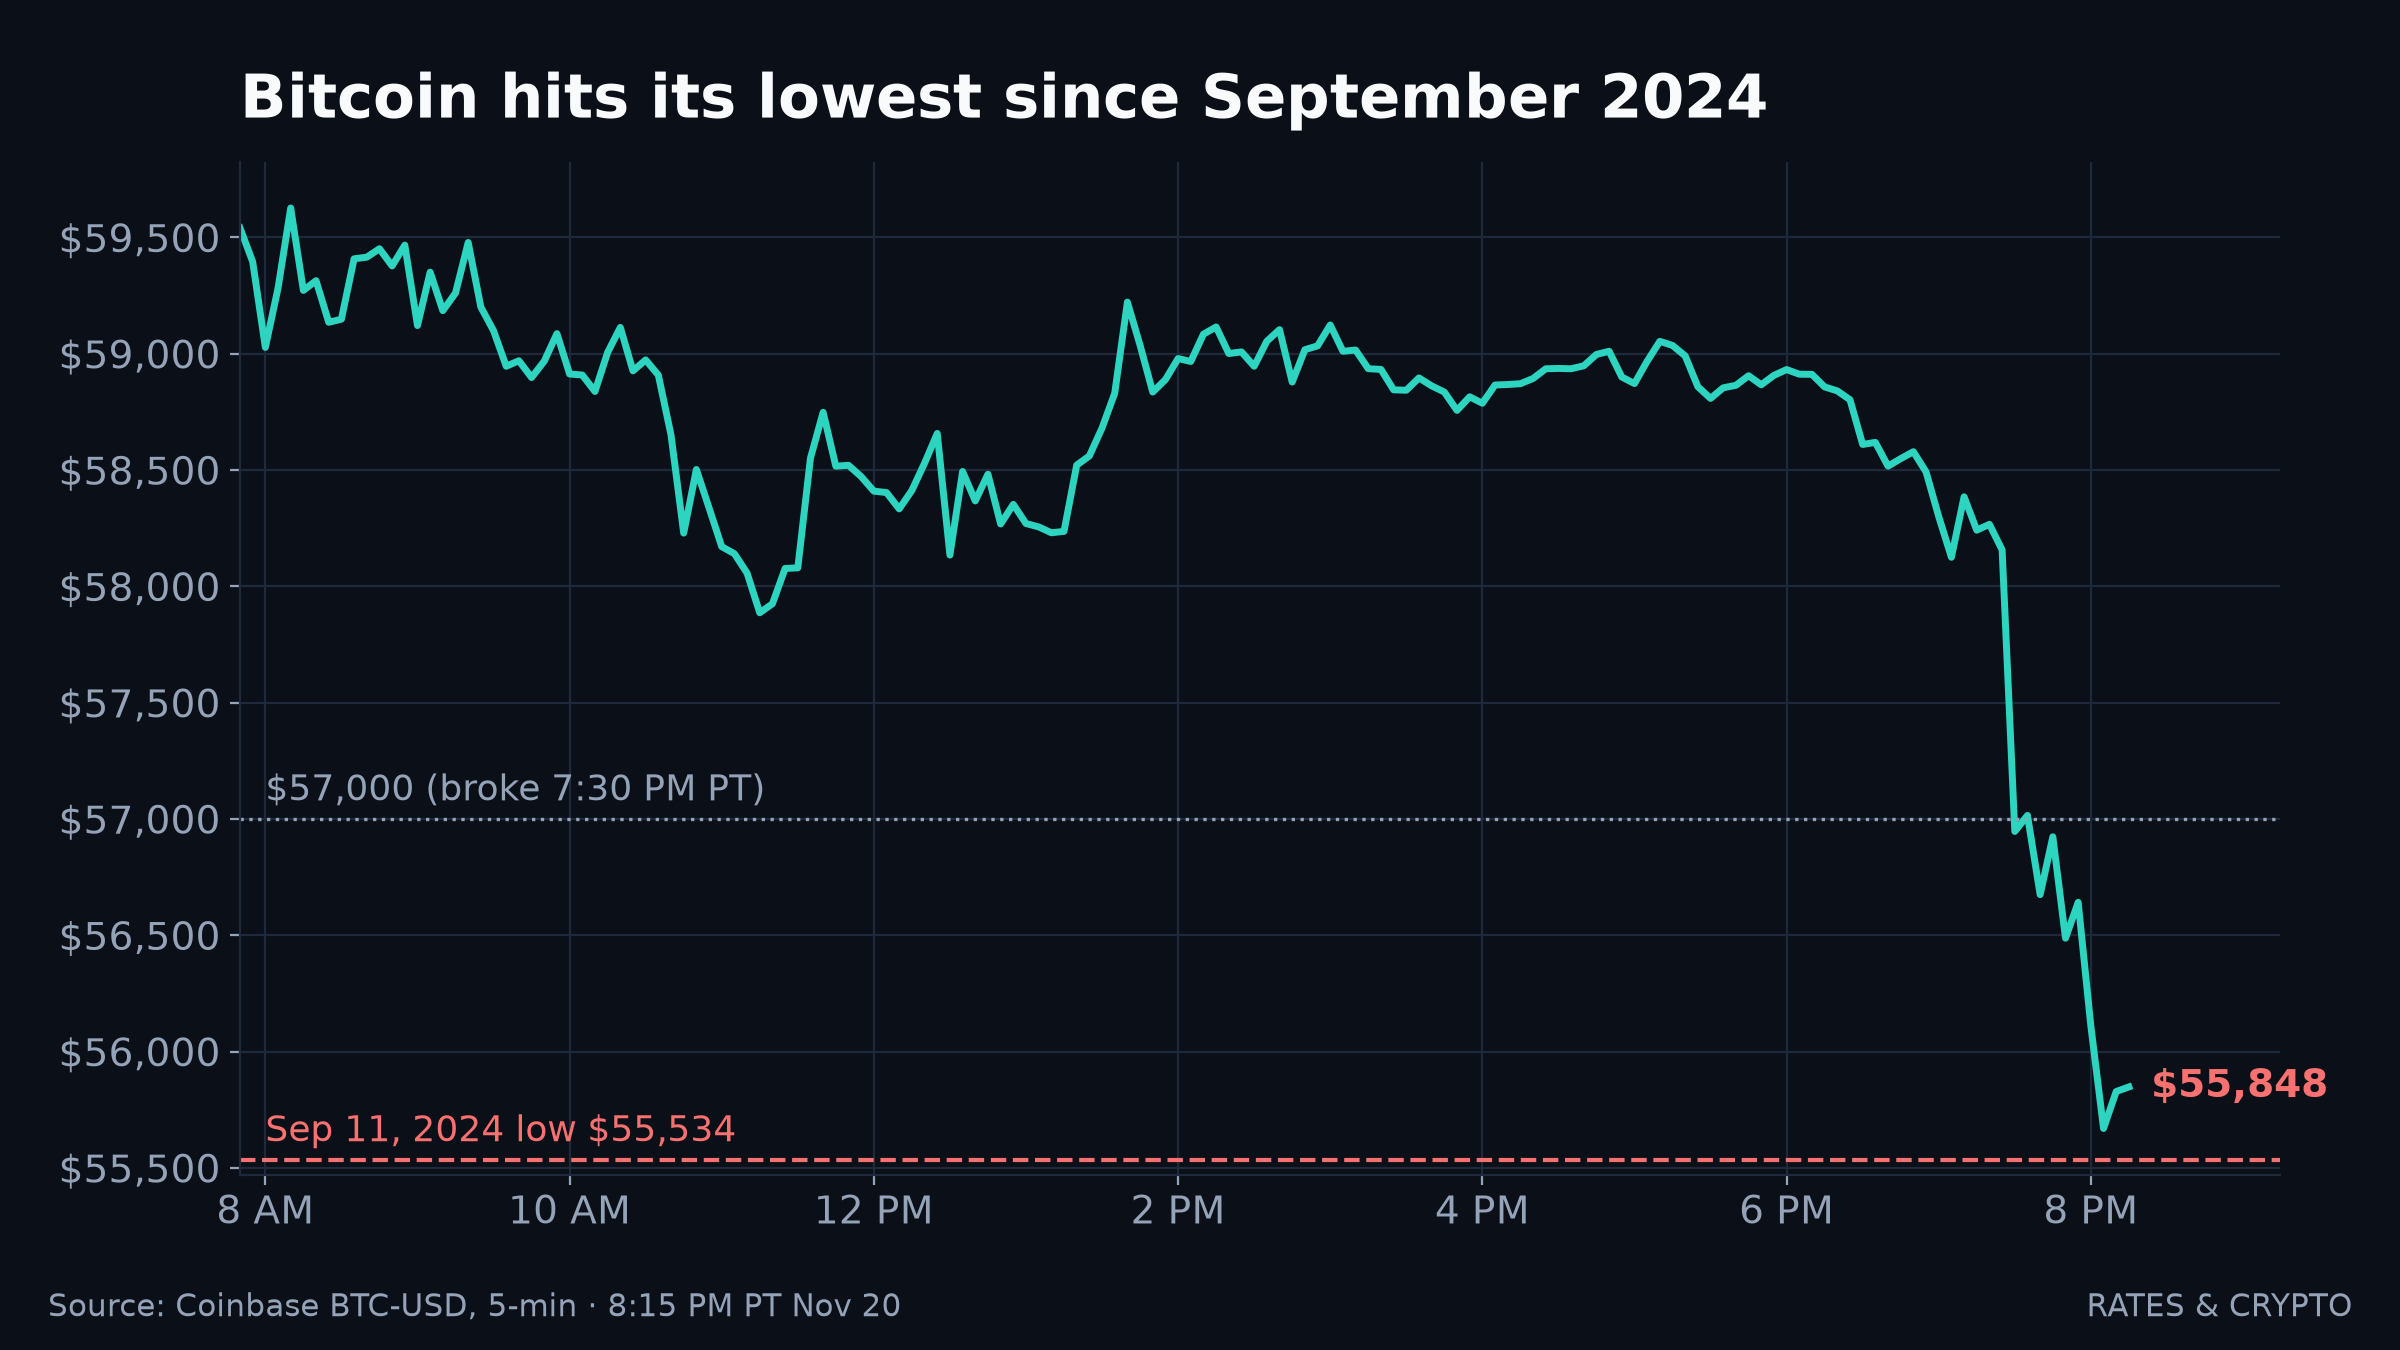 Bitcoin hits its lowest since September 2024
$59,500
$59,000
$58,500
$58,000
$57,500
$57,000 (broke 7:30 PM PT)
$57,000
$56,500
$56,000
$55,848
Sep 11, 2024 low $55,534
$55,500
8 AM 10 AM 12 PM 2 PM 4 PM 6 PM 8 PM
Source: Coinbase BTC-USD, 5-min · 8:15 PM PT Nov 20
RATES & CRYPTO